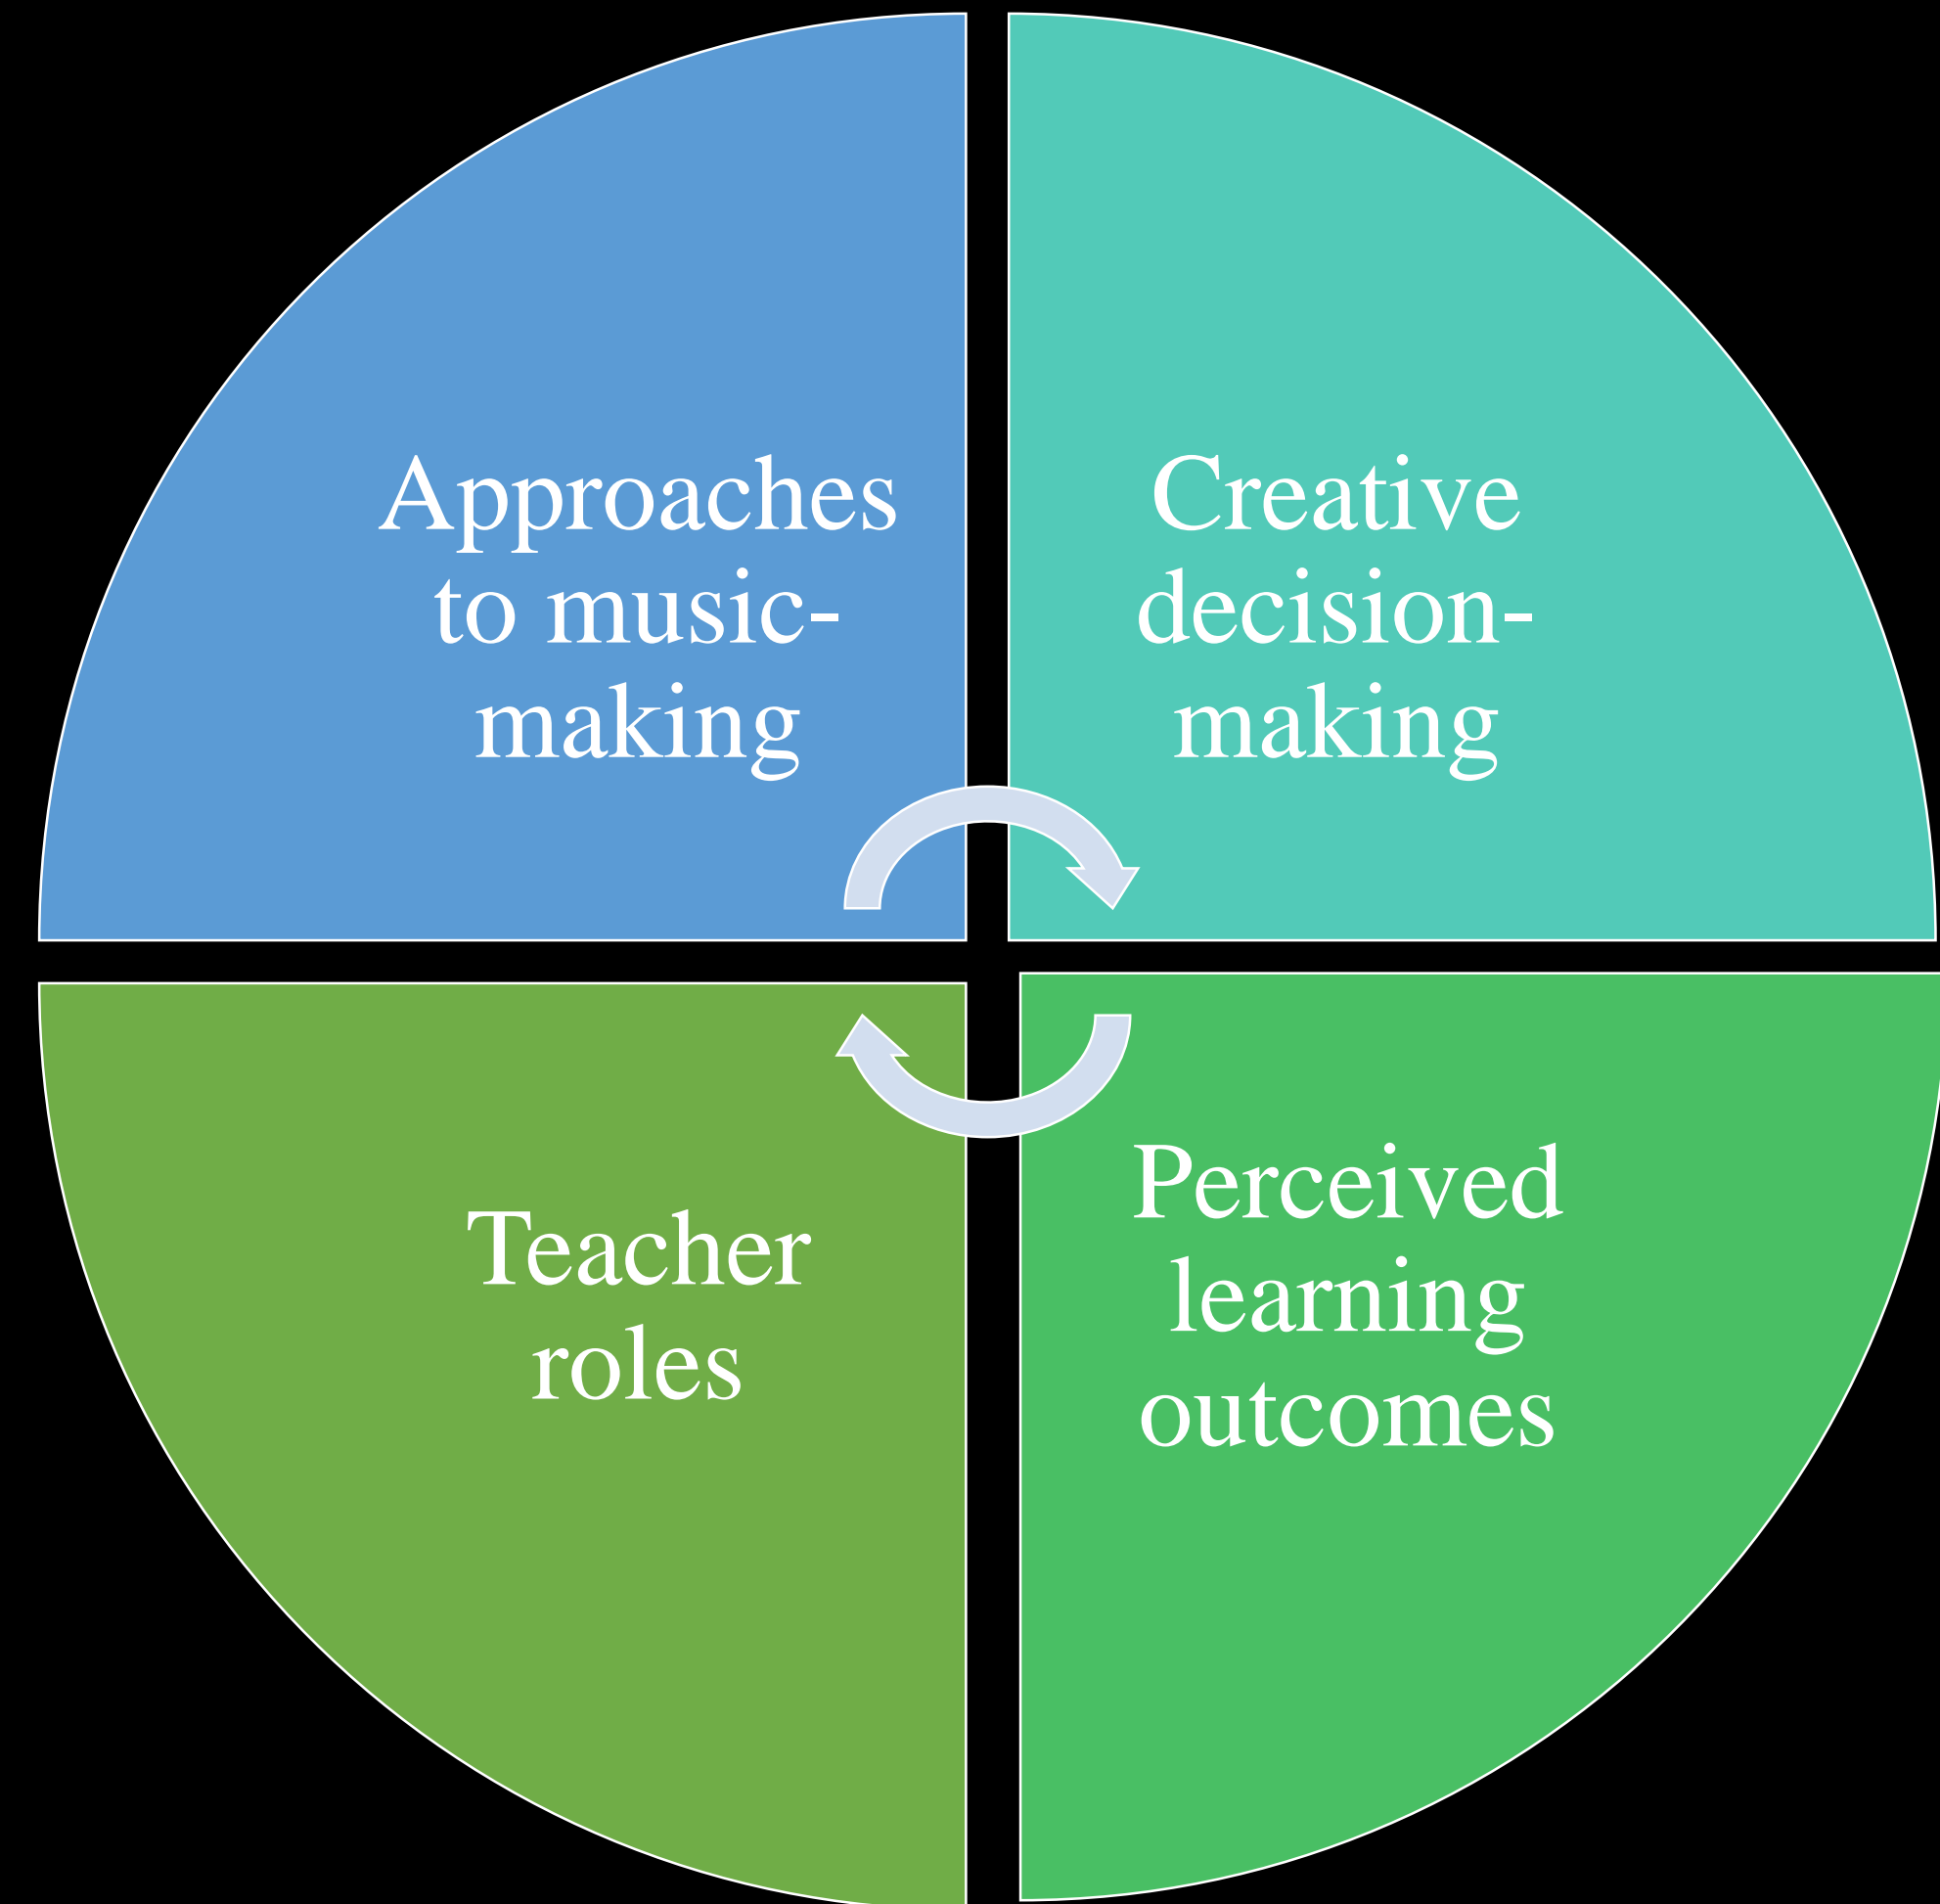 Approaches
to music-
making
Creative
decision-
making
Teacher
roles
Perceived
learning
outcomes